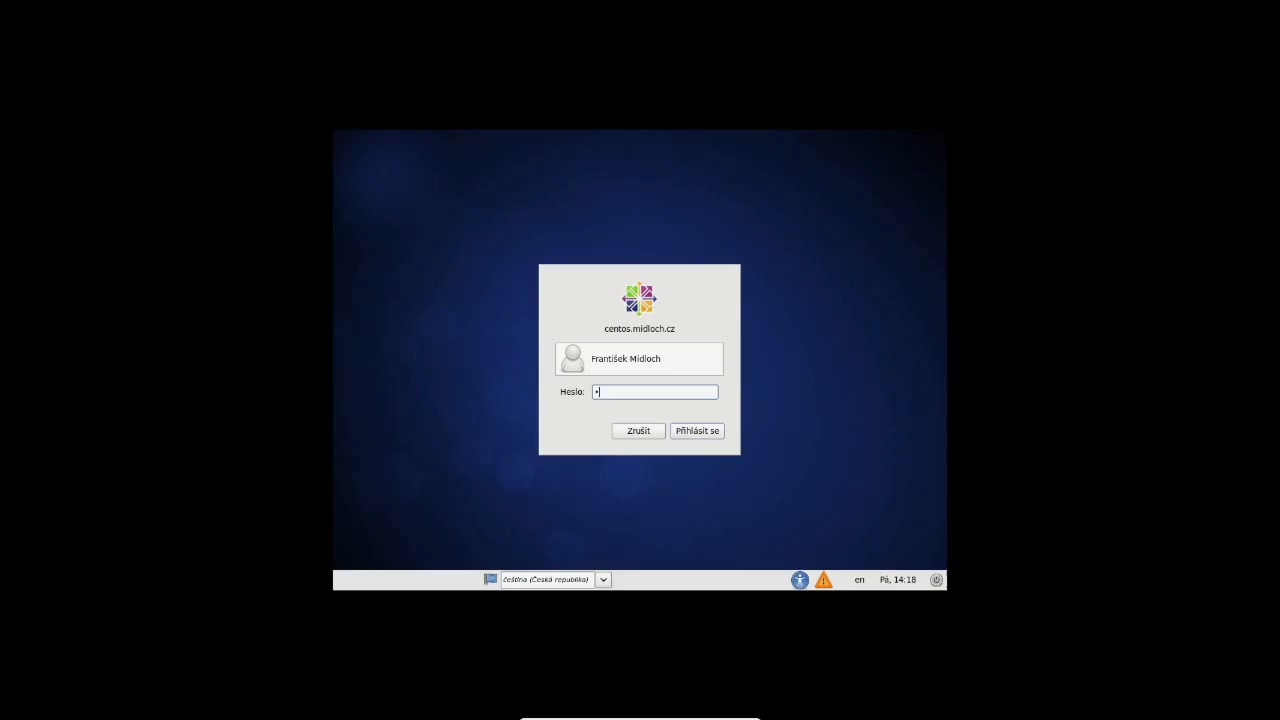 centos.midloch.cz
František Midloch
Heslo:
Zrušit Přihlásit se
čeština (Česká republika) en Pá, 14:18